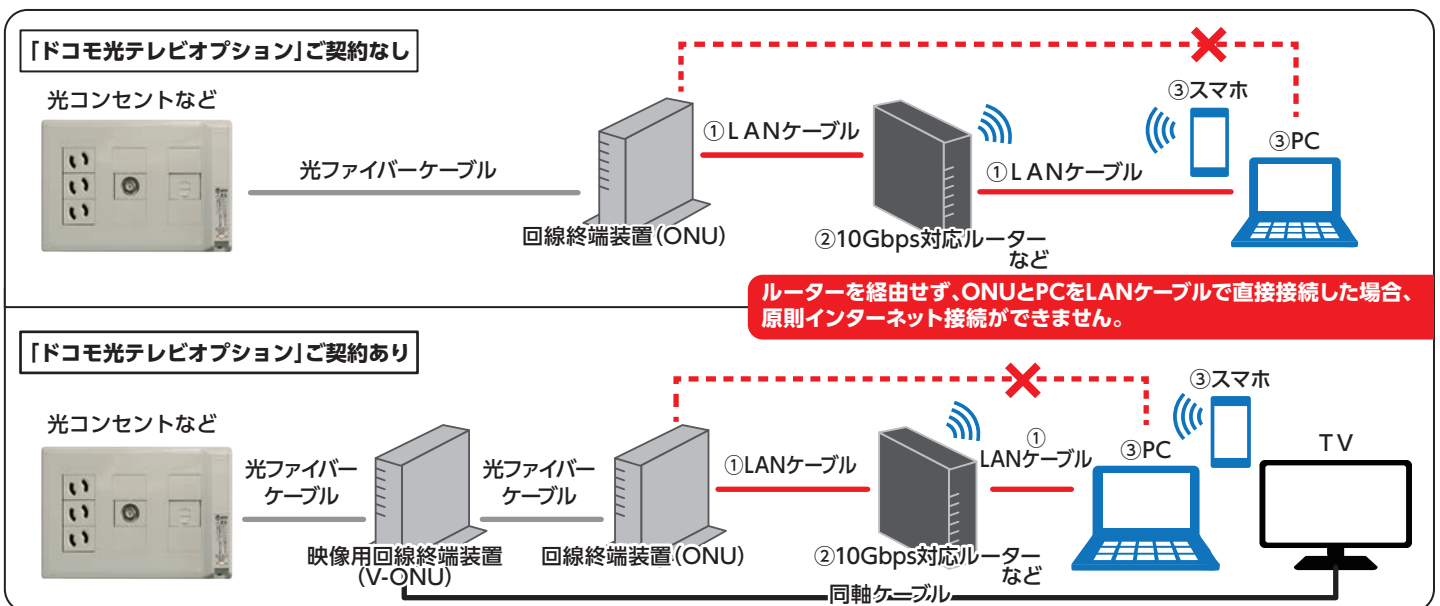 「ドコモ光テレビオプション」ご契約なし
光コンセントなど
光ファイバーケーブル
回線終端装置(ONU)
①LANケーブル
②10Gbps対応ルーター
など
①LANケーブル
③スマホ
③PC
ルーターを経由せず、ONUとPCをLANケーブルで直接接続した場合、
原則インターネット接続ができません。
「ドコモ光テレビオプション」ご契約あり
光コンセントなど
光ファイバー
ケーブル
映像用回線終端装置
(V-ONU)
光ファイバー
ケーブル
回線終端装置(ONU)
①LANケーブル
②10Gbps対応ルーター
など
①
LANケーブル
③PC
③スマホ
TV
同軸ケーブル